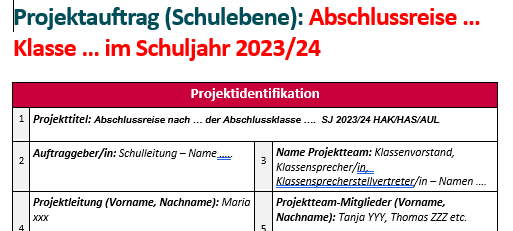 Projektauftrag (Schulebene): Abschlussreise ...
Klasse ... im Schuljahr 2023/24
Projektidentifikation
1 Projekttitel: Abschlussreise nach ... der Abschlussklasse .... SJ 2023/24 HAK/HAS/AUL
2 Auftraggeber/in: Schulleitung – Name .....
3 Name Projektteam: Klassenvorstand,
Klassensprecher/in,
Klassensprecherstellvertreter/in – Namen ....
4 Projektleitung (Vorname, Nachname): Maria
xxx
5 Projektteam-Mitglieder (Vorname,
Nachname): Tanja YYY, Thomas ZZZ etc.